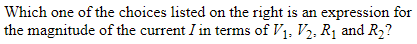 Which one of the choices listed on the right is an expression for
the magnitude of the current I in terms of V₁, V₂, R₁ and R₂?